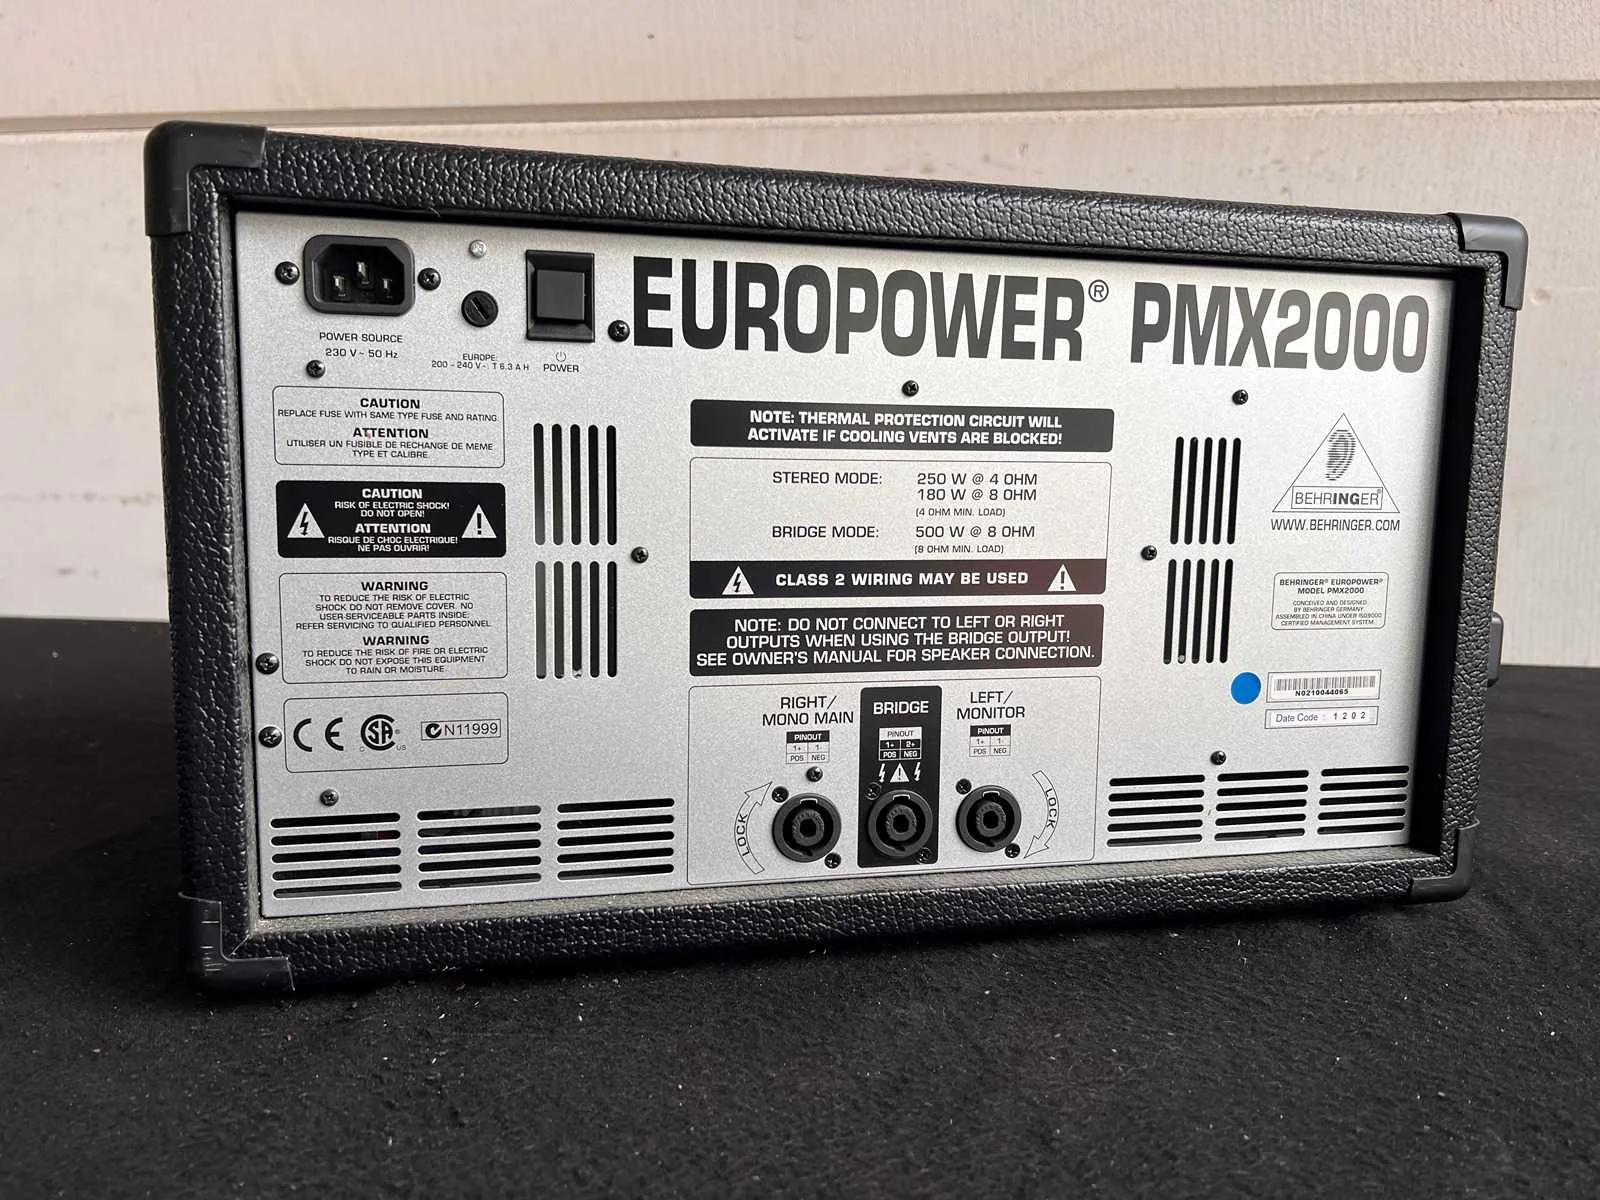 EUROPOWER® PMX2000
POWER SOURCE
230 V ~ 50 Hz
EUROPE:
200 - 240 V ~: T 6.3 A H
POWER
CAUTION
REPLACE FUSE WITH SAME TYPE FUSE AND RATING.
ATTENTION
UTILISER UN FUSIBLE DE RECHANGE DE MEME
TYPE ET CALIBRE.
CAUTION
RISK OF ELECTRIC SHOCK!
DO NOT OPEN!
ATTENTION
RISQUE DE CHOC ELECTRIQUE!
NE PAS OUVRIR!
WARNING
TO REDUCE THE RISK OF ELECTRIC
SHOCK DO NOT REMOVE COVER. NO
USER-SERVICEABLE PARTS INSIDE.
REFER SERVICING TO QUALIFIED PERSONNEL.
WARNING
TO REDUCE THE RISK OF FIRE OR ELECTRIC
SHOCK DO NOT EXPOSE THIS EQUIPMENT
TO RAIN OR MOISTURE.
CE
SA®
C US
N11999
NOTE: THERMAL PROTECTION CIRCUIT WILL
ACTIVATE IF COOLING VENTS ARE BLOCKED!
STEREO MODE: 250 W @ 4 OHM
180 W @ 8 OHM
(4 OHM MIN. LOAD)
BRIDGE MODE: 500 W @ 8 OHM
(8 OHM MIN. LOAD)
CLASS 2 WIRING MAY BE USED
NOTE: DO NOT CONNECT TO LEFT OR RIGHT
OUTPUTS WHEN USING THE BRIDGE OUTPUT!
SEE OWNER'S MANUAL FOR SPEAKER CONNECTION.
RIGHT/
MONO MAIN
PINOUT
1+ 1-
POS NEG
LOCK
BRIDGE
PINOUT
1+ 2+
POS NEG
LEFT/
MONITOR
PINOUT
1+ 1-
POS NEG
LOCK
BEHRINGER®
WWW.BEHRINGER.COM
BEHRINGER® EUROPOWER®
MODEL PMX2000
CONCEIVED AND DESIGNED
BY BEHRINGER GERMANY.
ASSEMBLED IN CHINA UNDER ISO9000
CERTIFIED MANAGEMENT SYSTEM.
N0210044065
Date Code : 1202